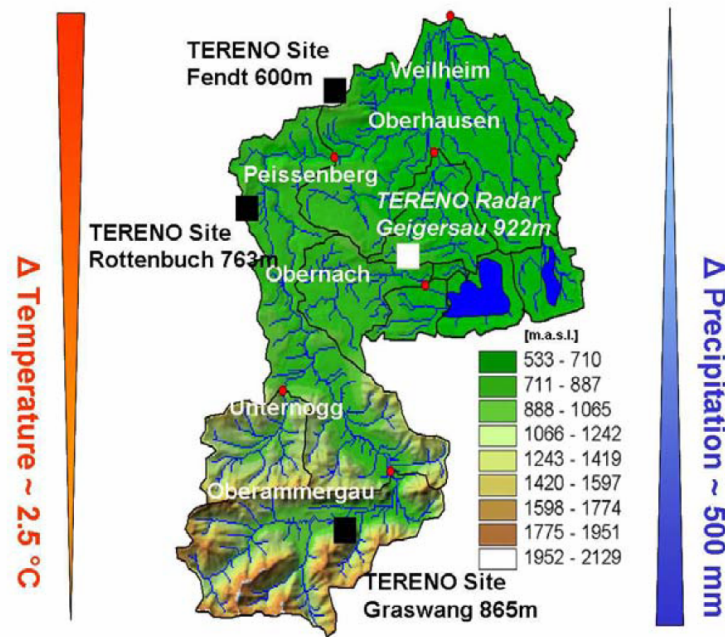 TERENO Site
Fendt 600m
Weilheim
Oberhausen
Peissenberg
TERENO Radar
Geigersau 922m
TERENO Site
Rottenbuch 763m
Obernach
Δ Temperature ~ 2.5 °C
Δ Precipitation ~ 500 mm
[m.a.s.l.]
533 - 710
711 - 887
888 - 1065
1066 - 1242
1243 - 1419
1420 - 1597
1598 - 1774
1775 - 1951
1952 - 2129
Unternogg
Oberammergau
TERENO Site
Graswang 865m